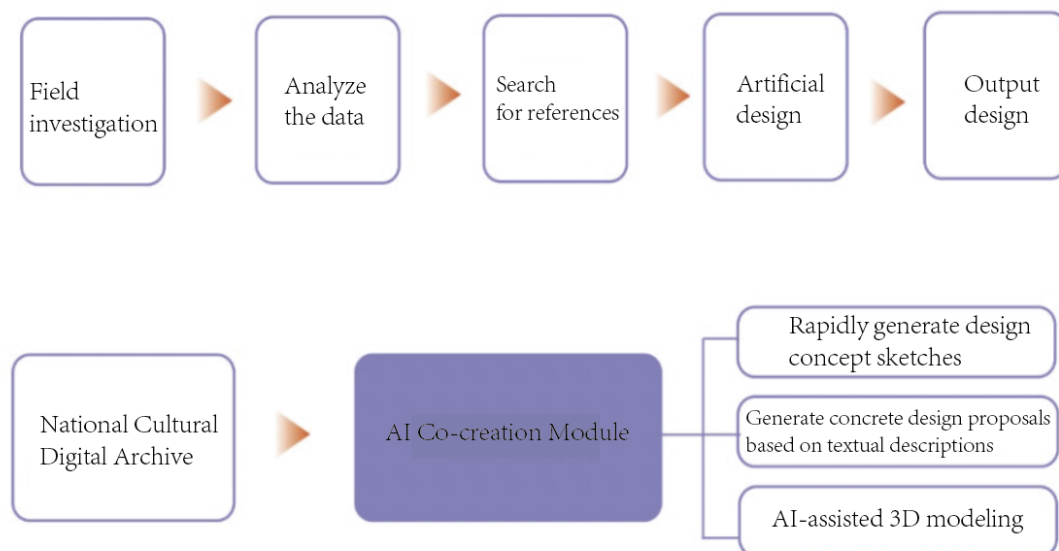 Field
investigation
Analyze
the data
Search
for references
Artificial
design
Output
design
National Cultural
Digital Archive
AI Co-creation Module
Rapidly generate design
concept sketches
Generate concrete design proposals
based on textual descriptions
AI-assisted 3D modeling